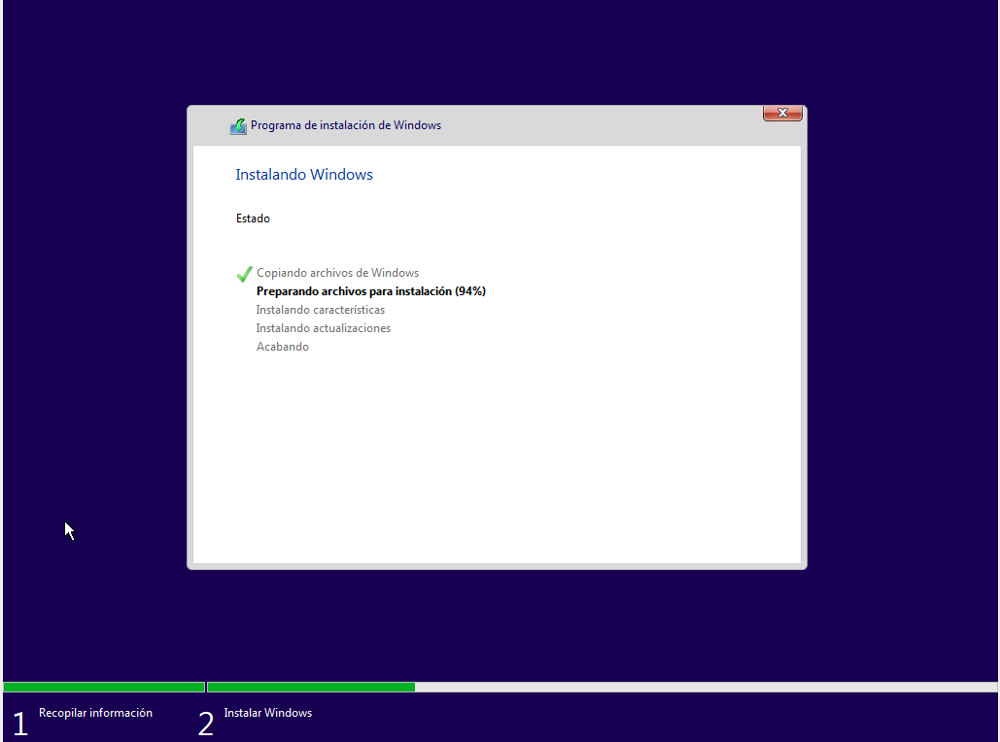 Programa de instalación de Windows
Instalando Windows
Estado
Copiando archivos de Windows
Preparando archivos para instalación (94%)
Instalando características
Instalando actualizaciones
Acabando
1 Recopilar información 2 Instalar Windows